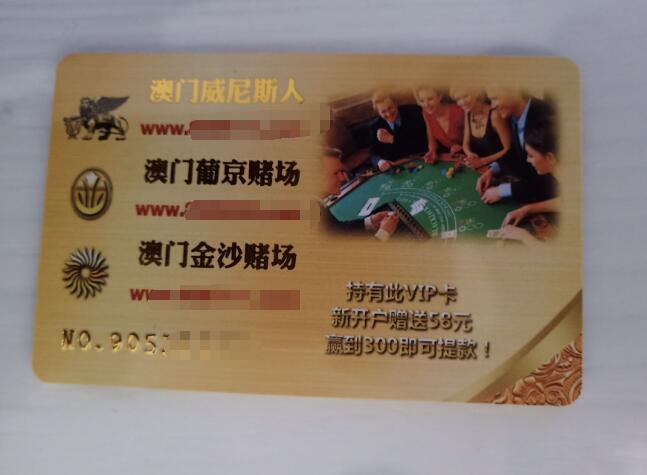 澳门威尼斯人
www.
澳门葡京赌场
www.
澳门金沙赌场
NO.9051
持有此VIP卡
新开户赠送58元
赢到300即可提款！